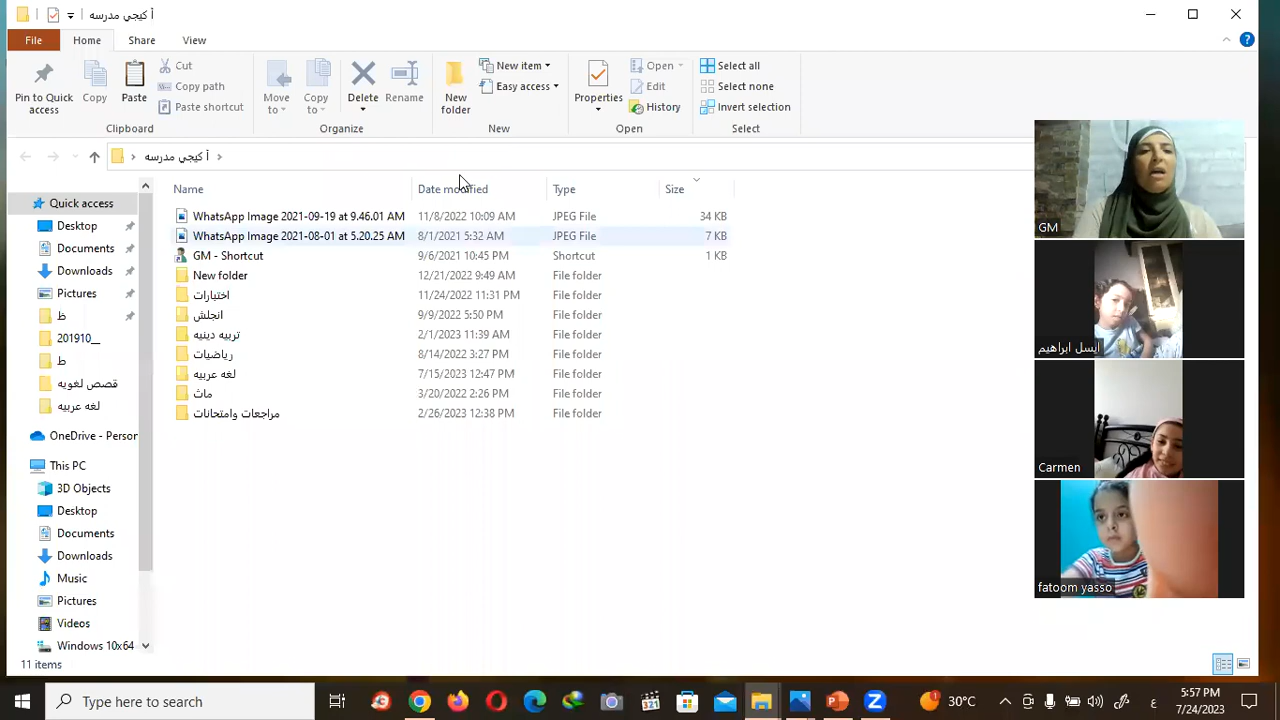 أ كيجي مدرسه
File Home Share View
Pin to Quick access
Copy
Paste
Cut
Copy path
Paste shortcut
Clipboard
Move to
Copy to
Delete
Rename
Organize
New folder
New item
Easy access
New
Properties
Open
Edit
History
Open
Select all
Select none
Invert selection
Select
أ كيجي مدرسه
Name Date modified Type Size
WhatsApp Image 2021-09-19 at 9.46.01 AM 11/8/2022 10:09 AM JPEG File 34 KB
WhatsApp Image 2021-08-01 at 5.20.25 AM 8/1/2021 5:32 AM JPEG File 7 KB
GM - Shortcut 9/6/2021 10:45 PM Shortcut 1 KB
New folder 12/21/2022 9:49 AM File folder
اختبارات 11/24/2022 11:31 PM File folder
انجلش 9/9/2022 5:50 PM File folder
تربيه دينيه 2/1/2023 11:39 AM File folder
رياضيات 8/14/2022 3:27 PM File folder
لغه عربيه 7/15/2023 12:47 PM File folder
ماث 3/20/2022 2:26 PM File folder
مراجعات وامتحانات 2/26/2023 12:38 PM File folder
Quick access
Desktop
Documents
Downloads
Pictures
ظ
201910__
ط
قصص لغويه
لغه عربيه
OneDrive - Person
This PC
3D Objects
Desktop
Documents
Downloads
Music
Pictures
Videos
Windows 10x64
11 items
GM
ايسل ابراهيم
Carmen
fatoom yasso
Type here to search
321
1
30°C
ع
5:57 PM
7/24/2023